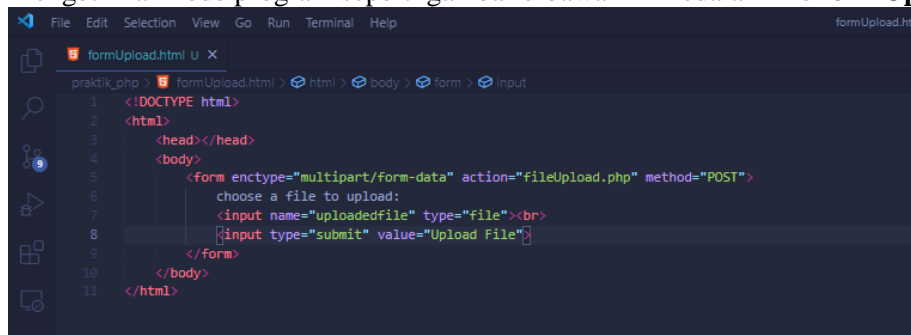 File Edit Selection View Go Run Terminal Help formUpload.ht
formUpload.html U
praktik_php > formUpload.html > html > body > form > input
1 <!DOCTYPE html>
2 <html>
3 <head></head>
4 <body>
5 <form enctype="multipart/form-data" action="fileUpload.php" method="POST">
6 choose a file to upload:
7 <input name="uploadedfile" type="file"><br>
8 <input type="submit" value="Upload File">
9 </form>
10 </body>
11 </html>
9